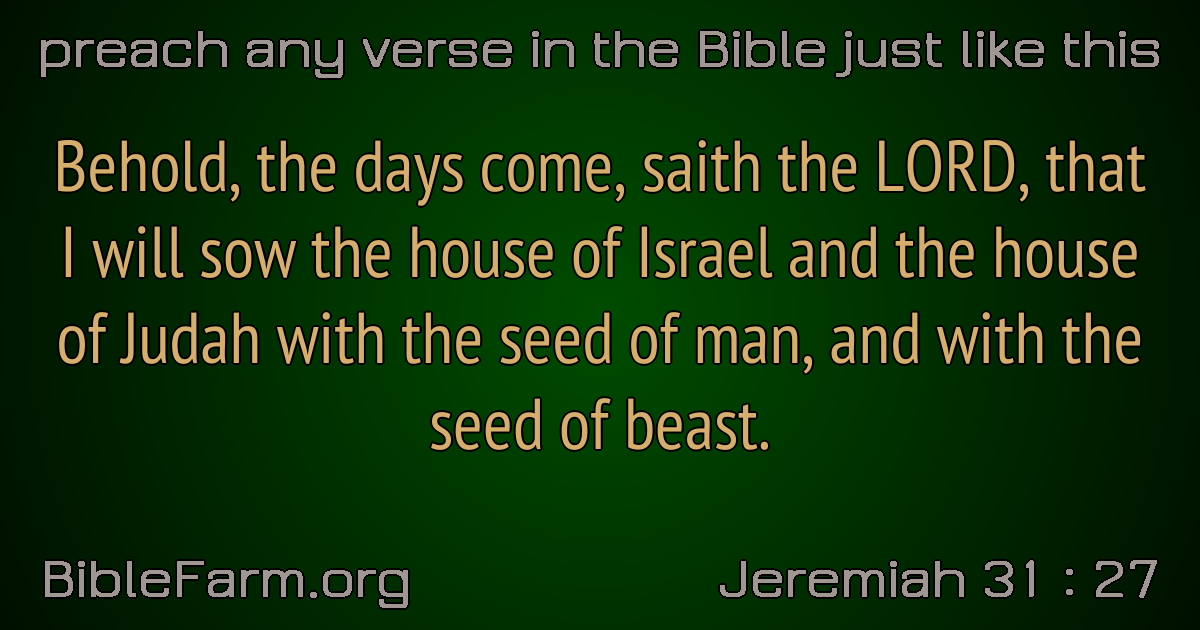 preach any verse in the Bible just like this
Behold, the days come, saith the LORD, that
I will sow the house of Israel and the house
of Judah with the seed of man, and with the
seed of beast.
BibleFarm.org
Jeremiah 31 : 27